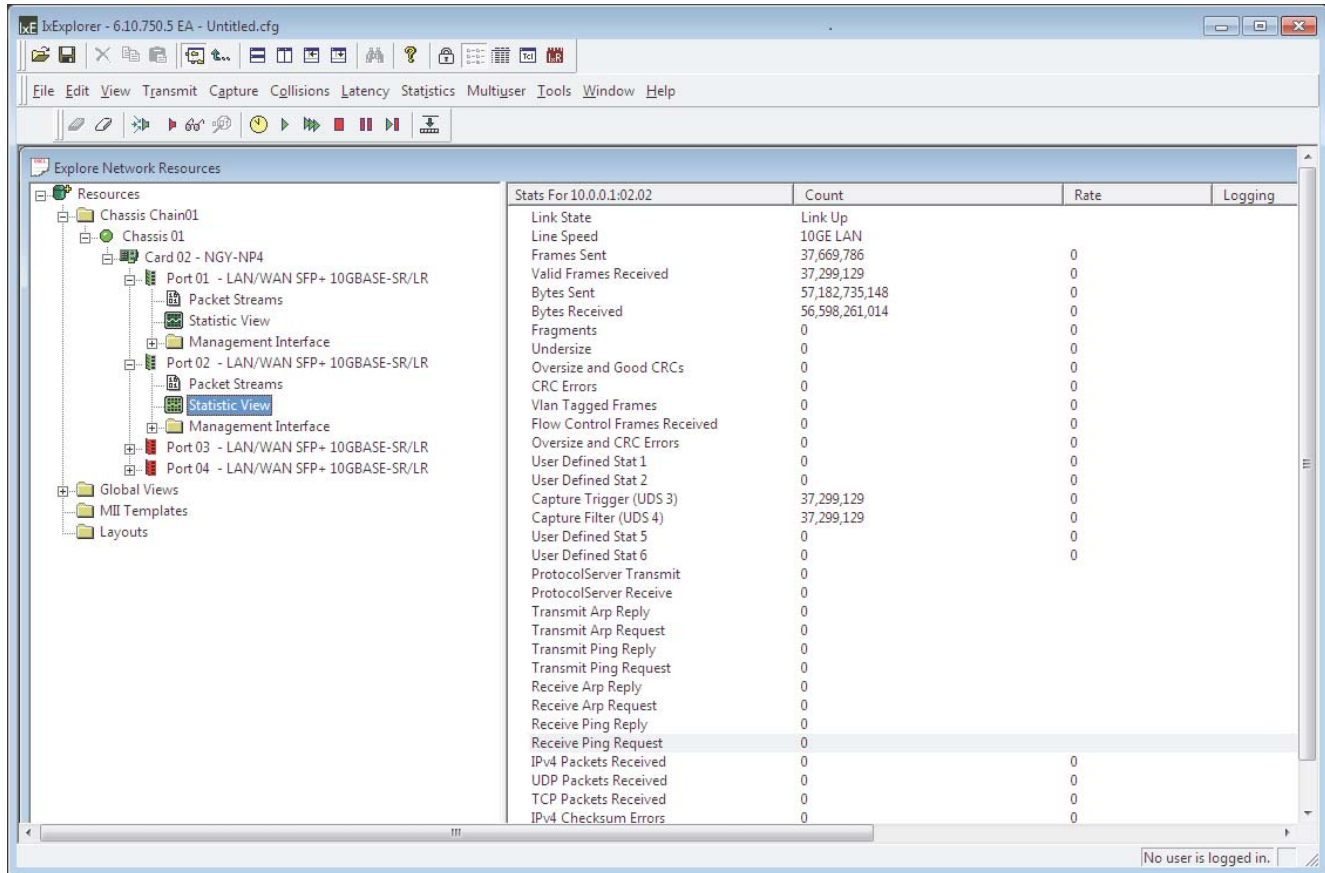 IxE IxExplorer - 6.10.750.5 EA - Untitled.cfg
Tcl
File Edit View Transmit Capture Collisions Latency Statistics Multiuser Tools Window Help
Explore Network Resources
Resources
Chassis Chain01
Chassis 01
Card 02 - NGY-NP4
Port 01 - LAN/WAN SFP+ 10GBASE-SR/LR
Packet Streams
Statistic View
Management Interface
Port 02 - LAN/WAN SFP+ 10GBASE-SR/LR
Packet Streams
Statistic View
Management Interface
Port 03 - LAN/WAN SFP+ 10GBASE-SR/LR
Port 04 - LAN/WAN SFP+ 10GBASE-SR/LR
Global Views
MII Templates
Layouts
Stats For 10.0.0.1:02.02 Count Rate Logging
Link State Link Up
Line Speed 10GE LAN
Frames Sent 37,669,786 0
Valid Frames Received 37,299,129 0
Bytes Sent 57,182,735,148 0
Bytes Received 56,598,261,014 0
Fragments 0 0
Undersize 0 0
Oversize and Good CRCs 0 0
CRC Errors 0 0
Vlan Tagged Frames 0 0
Flow Control Frames Received 0 0
Oversize and CRC Errors 0 0
User Defined Stat 1 0 0
User Defined Stat 2 0 0
Capture Trigger (UDS 3) 37,299,129 0
Capture Filter (UDS 4) 37,299,129 0
User Defined Stat 5 0 0
User Defined Stat 6 0 0
ProtocolServer Transmit 0
ProtocolServer Receive 0
Transmit Arp Reply 0
Transmit Arp Request 0
Transmit Ping Reply 0
Transmit Ping Request 0
Receive Arp Reply 0
Receive Arp Request 0
Receive Ping Reply 0
Receive Ping Request 0
IPv4 Packets Received 0 0
UDP Packets Received 0 0
TCP Packets Received 0 0
IPv4 Checksum Errors 0 0
No user is logged in.